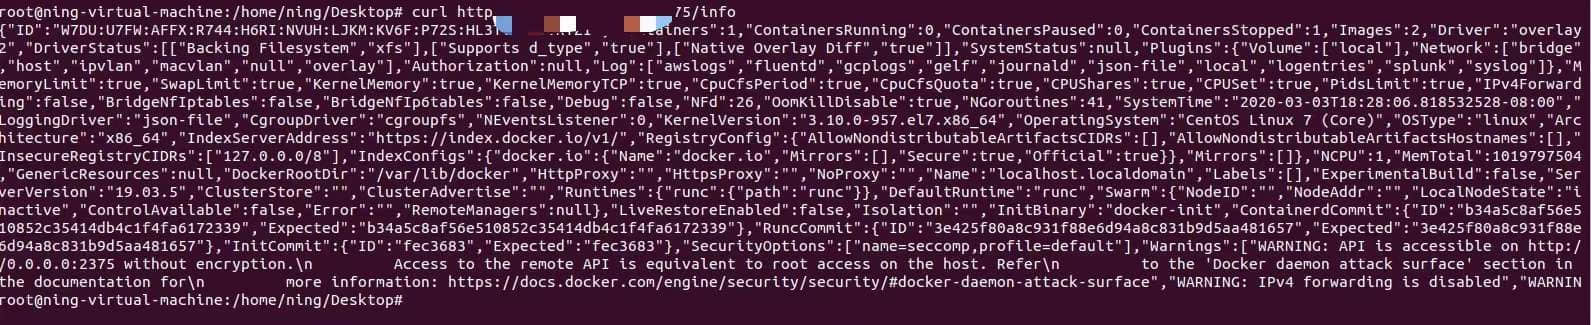 root@ning-virtual-machine:/home/ning/Desktop# curl http 75/info
{"ID":"W7DU:U7FW:AFFX:R744:H6RI:NVUH:LJKM:KV6F:P72S:HL3 ainers":1,"ContainersRunning":0,"ContainersPaused":0,"ContainersStopped":1,"Images":2,"Driver":"overlay
2","DriverStatus":[["Backing Filesystem","xfs"],["Supports d_type","true"],["Native Overlay Diff","true"]],"SystemStatus":null,"Plugins":{"Volume":["local"],"Network":["bridge"
,"host","ipvlan","macvlan","null","overlay"],"Authorization":null,"Log":["awslogs","fluentd","gcplogs","gelf","journald","json-file","local","logentries","splunk","syslog"]},"M
emoryLimit":true,"SwapLimit":true,"KernelMemory":true,"KernelMemoryTCP":true,"CpuCfsPeriod":true,"CpuCfsQuota":true,"CPUShares":true,"CPUSet":true,"PidsLimit":true,"IPv4Forward
ing":false,"BridgeNfIptables":false,"BridgeNfIp6tables":false,"Debug":false,"NFd":26,"OomKillDisable":true,"NGoroutines":41,"SystemTime":"2020-03-03T18:28:06.818532528-08:00","
LoggingDriver":"json-file","CgroupDriver":"cgroupfs","NEventsListener":0,"KernelVersion":"3.10.0-957.el7.x86_64","OperatingSystem":"CentOS Linux 7 (Core)","OSType":"linux","Arc
hitecture":"x86_64","IndexServerAddress":"https://index.docker.io/v1/","RegistryConfig":{"AllowNondistributableArtifactsCIDRs":[],"AllowNondistributableArtifactsHostnames":[],"
InsecureRegistryCIDRs":["127.0.0.0/8"],"IndexConfigs":{"docker.io":{"Name":"docker.io","Mirrors":[],"Secure":true,"Official":true}},"Mirrors":[]},"NCPU":1,"MemTotal":1019797504
,"GenericResources":null,"DockerRootDir":"/var/lib/docker","HttpProxy":"","HttpsProxy":"","NoProxy":"","Name":"localhost.localdomain","Labels":[],"ExperimentalBuild":false,"Ser
verVersion":"19.03.5","ClusterStore":"","ClusterAdvertise":"","Runtimes":{"runc":{"path":"runc"}},"DefaultRuntime":"runc","Swarm":{"NodeID":"","NodeAddr":"","LocalNodeState":"i
nactive","ControlAvailable":false,"Error":"","RemoteManagers":null},"LiveRestoreEnabled":false,"Isolation":"","InitBinary":"docker-init","ContainerdCommit":{"ID":"b34a5c8af56e5
10852c35414db4c1f4fa6172339","Expected":"b34a5c8af56e510852c35414db4c1f4fa6172339"},"RuncCommit":{"ID":"3e425f80a8c931f88e6d94a8c831b9d5aa481657","Expected":"3e425f80a8c931f88e
6d94a8c831b9d5aa481657"},"InitCommit":{"ID":"fec3683","Expected":"fec3683"},"SecurityOptions":["name=seccomp,profile=default"],"Warnings":["WARNING: API is accessible on http:/
/0.0.0.0:2375 without encryption.\n         Access to the remote API is equivalent to root access on the host. Refer\n         to the 'Docker daemon attack surface' section in
the documentation for\n         more information: https://docs.docker.com/engine/security/security/#docker-daemon-attack-surface","WARNING: IPv4 forwarding is disabled","WARNIN
root@ning-virtual-machine:/home/ning/Desktop#